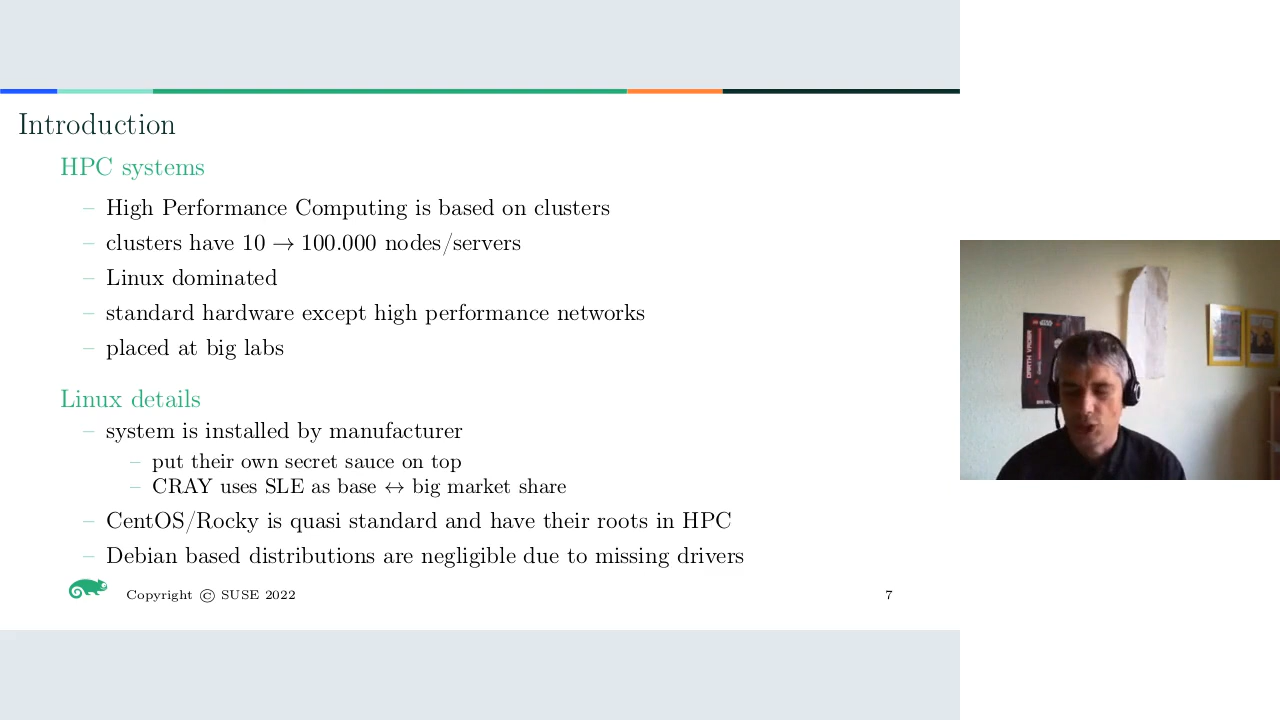 Introduction
HPC systems
– High Performance Computing is based on clusters
– clusters have 10 → 100.000 nodes/servers
– Linux dominated
– standard hardware except high performance networks
– placed at big labs
Linux details
– system is installed by manufacturer
– put their own secret sauce on top
– CRAY uses SLE as base ↔ big market share
– CentOS/Rocky is quasi standard and have their roots in HPC
– Debian based distributions are negligible due to missing drivers
Copyright © SUSE 2022
7
DARTH VADER